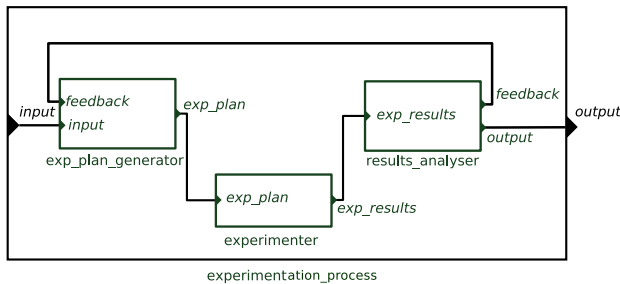 input
feedback
input
exp_plan
exp_plan_generator
exp_plan
experimenter
exp_results
exp_results
results_analyser
feedback
output
output
experimentation_process